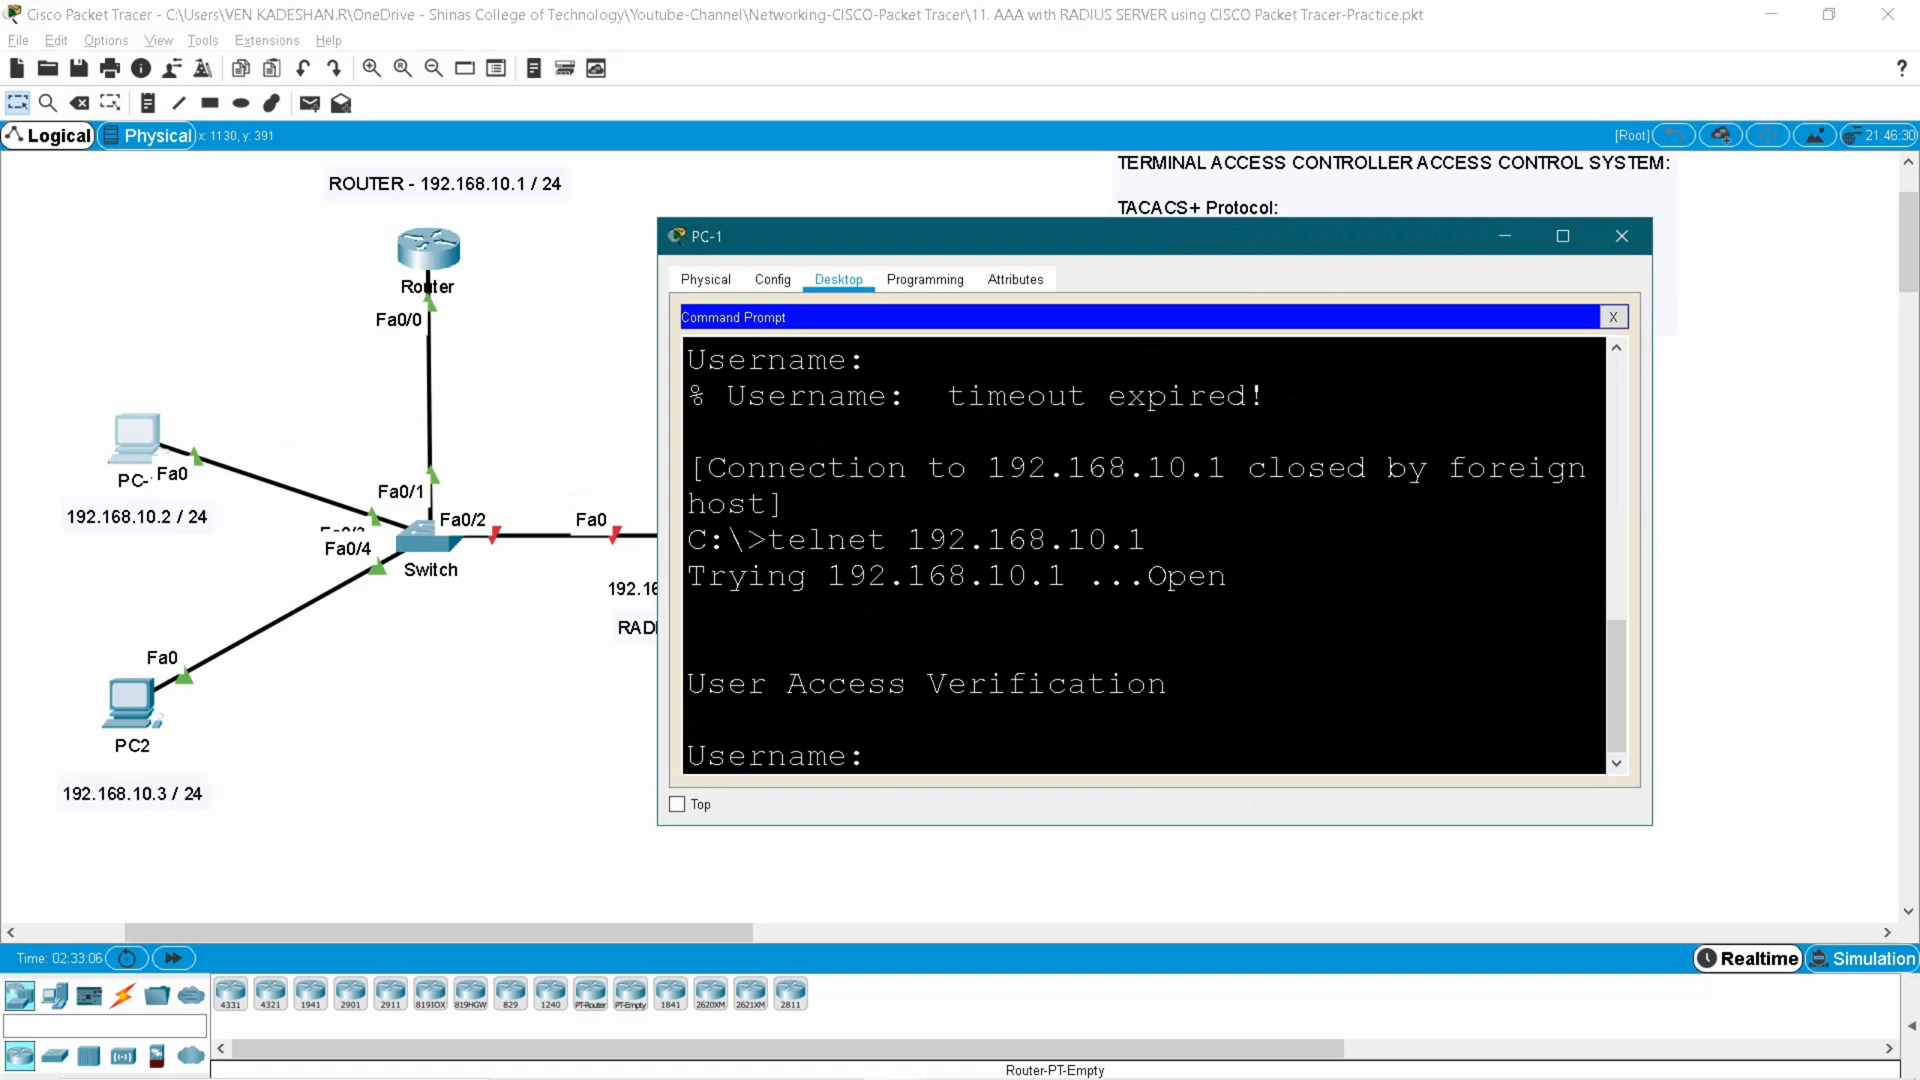 Cisco Packet Tracer - C:\Users\VEN KADESHAN.R\OneDrive - Shinas College of Technology\Youtube-Channel\Networking-CISCO-Packet Tracer\11. AAA with RADIUS SERVER using CISCO Packet Tracer-Practice.pkt
File Edit Options View Tools Extensions Help
?
Logical Physical x: 1130, y: 391 [Root] 21:46:30
TERMINAL ACCESS CONTROLLER ACCESS CONTROL SYSTEM:
TACACS+ Protocol:
ROUTER - 192.168.10.1 / 24
Router
Fa0/0
PC- Fa0
192.168.10.2 / 24
Fa0/1
Fa0/2
Fa0
Fa0/4
Switch
192.16
RADI
Fa0
PC2
192.168.10.3 / 24
PC-1
Physical Config Desktop Programming Attributes
Command Prompt X
Username:
% Username:  timeout expired!
[Connection to 192.168.10.1 closed by foreign
host]
C:\>telnet 192.168.10.1
Trying 192.168.10.1 ...Open
User Access Verification
Username:
Top
Time: 02:33:06 Realtime Simulation
4331 4321 1941 2901 2911 819IOX 819HGW 829 1240 PT-Router PT-Empty 1841 2620XM 2621XM 2811
Router-PT-Empty